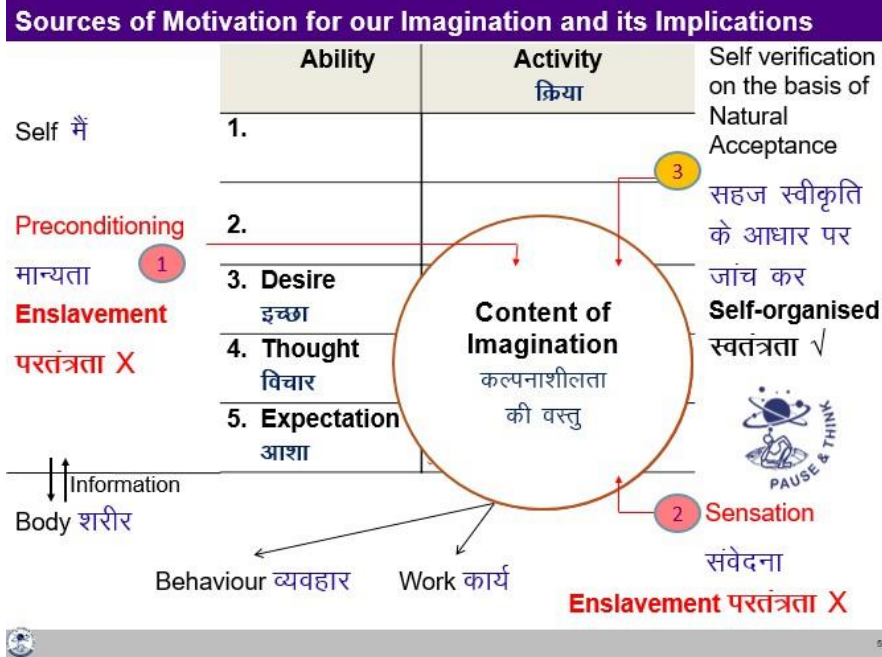 Sources of Motivation for our Imagination and its Implications
Ability
Activity
क्रिया
Self मैं
1.
Self verification
on the basis of
Natural
Acceptance
3
सहज स्वीकृति
के आधार पर
जांच कर
Self-organised
स्वतंत्रता √
Preconditioning
मान्यता
1
Enslavement
परतंत्रता X
2.
3. Desire
इच्छा
4. Thought
विचार
5. Expectation
आशा
Content of
Imagination
कल्पनाशीलता
की वस्तु
PAUSE & THINK
Information
Body शरीर
2 Sensation
संवेदना
Enslavement परतंत्रता X
Behaviour व्यवहार
Work कार्य